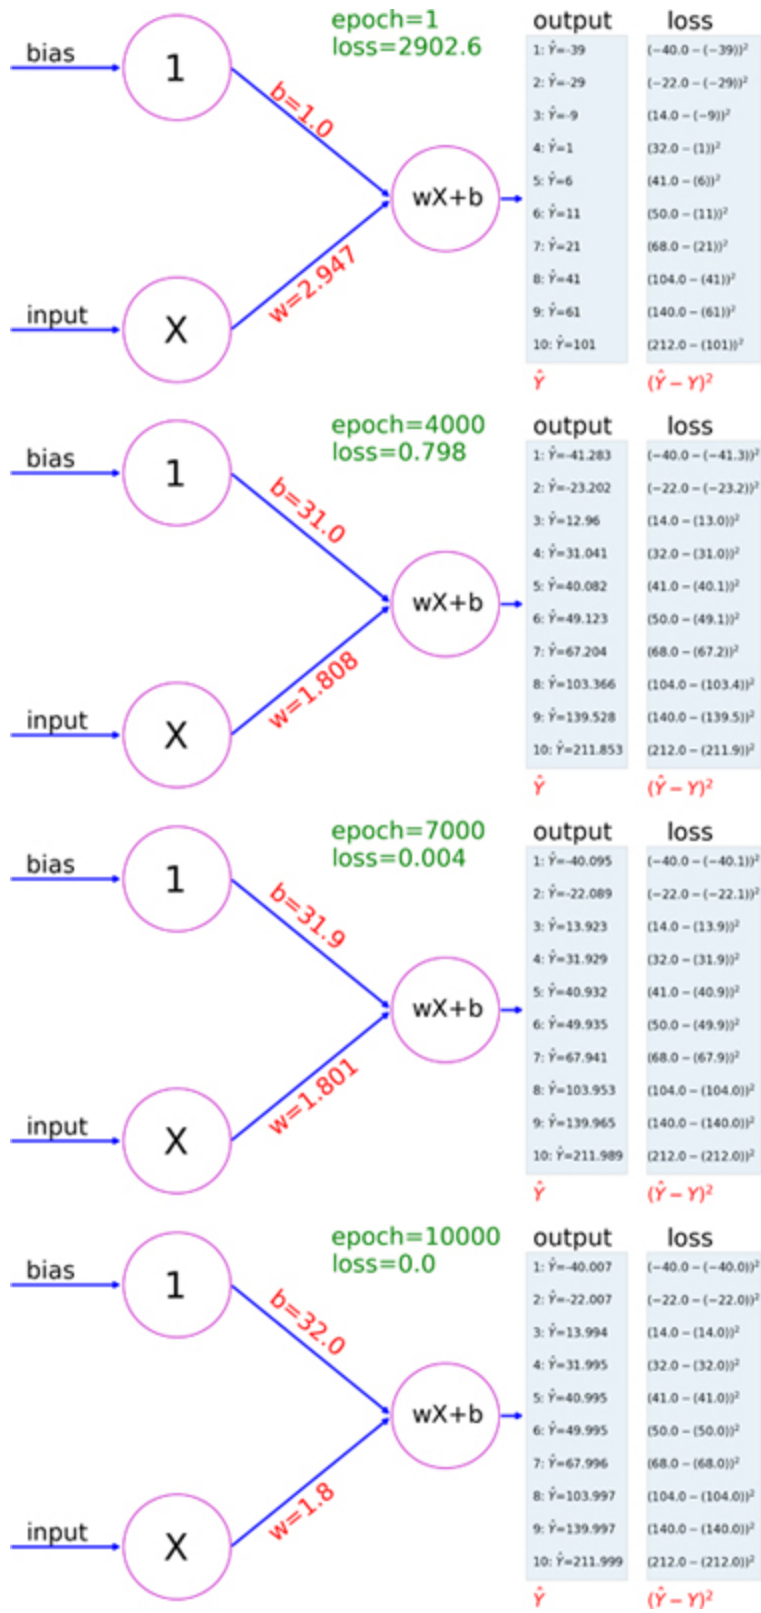 epoch=1
loss=2902.6
output loss
bias
1
b=1.0
wX+b
input
X
w=2.947
1: Ŷ=-39 (−40.0 − (−39))²
2: Ŷ=-29 (−22.0 − (−29))²
3: Ŷ=-9 (14.0 − (−9))²
4: Ŷ=1 (32.0 − (1))²
5: Ŷ=6 (41.0 − (6))²
6: Ŷ=11 (50.0 − (11))²
7: Ŷ=21 (68.0 − (21))²
8: Ŷ=41 (104.0 − (41))²
9: Ŷ=61 (140.0 − (61))²
10: Ŷ=101 (212.0 − (101))²
Ŷ (Ŷ − Y)²
epoch=4000
loss=0.798
output loss
bias
1
b=31.0
wX+b
input
X
w=1.808
1: Ŷ=-41.283 (−40.0 − (−41.3))²
2: Ŷ=-23.202 (−22.0 − (−23.2))²
3: Ŷ=12.96 (14.0 − (13.0))²
4: Ŷ=31.041 (32.0 − (31.0))²
5: Ŷ=40.082 (41.0 − (40.1))²
6: Ŷ=49.123 (50.0 − (49.1))²
7: Ŷ=67.204 (68.0 − (67.2))²
8: Ŷ=103.366 (104.0 − (103.4))²
9: Ŷ=139.528 (140.0 − (139.5))²
10: Ŷ=211.853 (212.0 − (211.9))²
Ŷ (Ŷ − Y)²
epoch=7000
loss=0.004
output loss
bias
1
b=31.9
wX+b
input
X
w=1.801
1: Ŷ=-40.095 (−40.0 − (−40.1))²
2: Ŷ=-22.089 (−22.0 − (−22.1))²
3: Ŷ=13.923 (14.0 − (13.9))²
4: Ŷ=31.929 (32.0 − (31.9))²
5: Ŷ=40.932 (41.0 − (40.9))²
6: Ŷ=49.935 (50.0 − (49.9))²
7: Ŷ=67.941 (68.0 − (67.9))²
8: Ŷ=103.953 (104.0 − (104.0))²
9: Ŷ=139.965 (140.0 − (140.0))²
10: Ŷ=211.989 (212.0 − (212.0))²
Ŷ (Ŷ − Y)²
epoch=10000
loss=0.0
output loss
bias
1
b=32.0
wX+b
input
X
w=1.8
1: Ŷ=-40.007 (−40.0 − (−40.0))²
2: Ŷ=-22.007 (−22.0 − (−22.0))²
3: Ŷ=13.994 (14.0 − (14.0))²
4: Ŷ=31.995 (32.0 − (32.0))²
5: Ŷ=40.995 (41.0 − (41.0))²
6: Ŷ=49.995 (50.0 − (50.0))²
7: Ŷ=67.996 (68.0 − (68.0))²
8: Ŷ=103.997 (104.0 − (104.0))²
9: Ŷ=139.997 (140.0 − (140.0))²
10: Ŷ=211.999 (212.0 − (212.0))²
Ŷ (Ŷ − Y)²